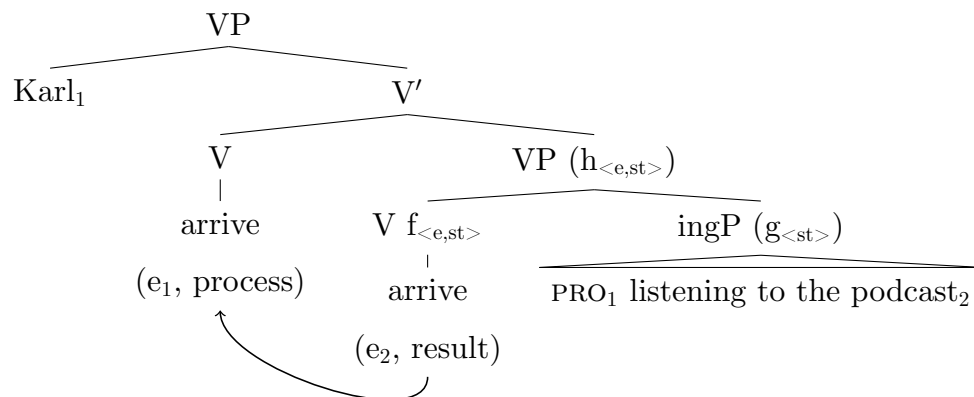 VP
Karl₁ V′
V VP (h<e,st>)
arrive V f<e,st> ingP (g<st>)
(e₁, process) arrive PRO₁ listening to the podcast₂
(e₂, result)